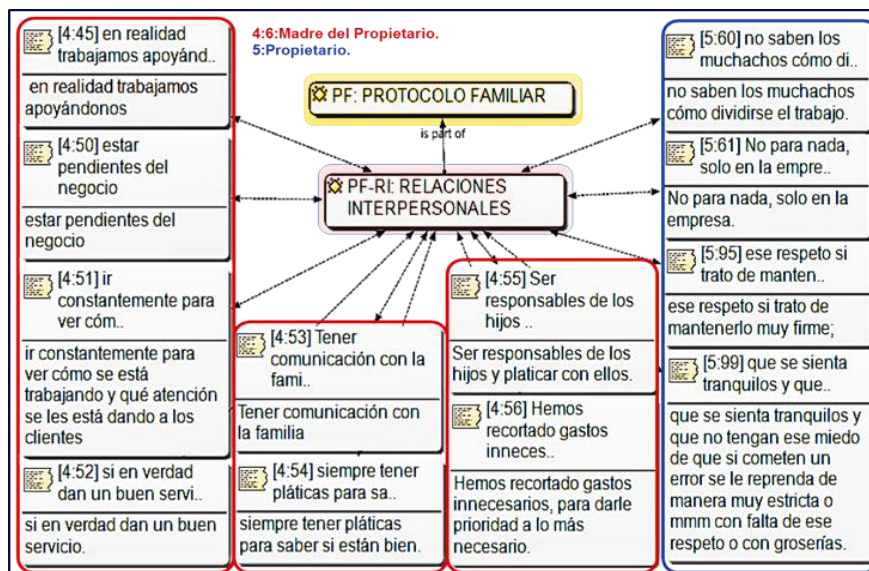 [4:45] en realidad
trabajamos apoyánd..
en realidad trabajamos
apoyándonos
[4:50] estar
pendientes del
negocio
estar pendientes del
negocio
[4:51] ir
constantemente para
ver cóm..
ir constantemente para
ver cómo se está
trabajando y qué atención
se les está dando a los
clientes
[4:52] si en verdad
dan un buen servi..
si en verdad dan un buen
servicio.
4:6:Madre del Propietario.
5:Propietario.
PF: PROTOCOLO FAMILIAR
is part of
PF-RI: RELACIONES
INTERPERSONALES
[4:53] Tener
comunicación con la
fami..
Tener comunicación con
la familia
[4:54] siempre tener
pláticas para sa..
siempre tener pláticas
para saber si están bien.
[4:55] Ser
responsables de los
hijos ..
Ser responsables de los
hijos y platicar con ellos.
[4:56] Hemos
recortado gastos
inneces..
Hemos recortado gastos
innecesarios, para darle
prioridad a lo más
necesario.
[5:60] no saben los
muchachos cómo di..
no saben los muchachos
cómo dividirse el trabajo.
[5:61] No para nada,
solo en la empre..
No para nada, solo en la
empresa.
[5:95] ese respeto si
trato de manten..
ese respeto si trato de
mantenerlo muy firme;
[5:99] que se sienta
tranquilos y que..
que se sienta tranquilos y
que no tengan ese miedo
de que si cometen un
error se le reprenda de
manera muy estricta o
mmm con falta de ese
respeto o con groserías.